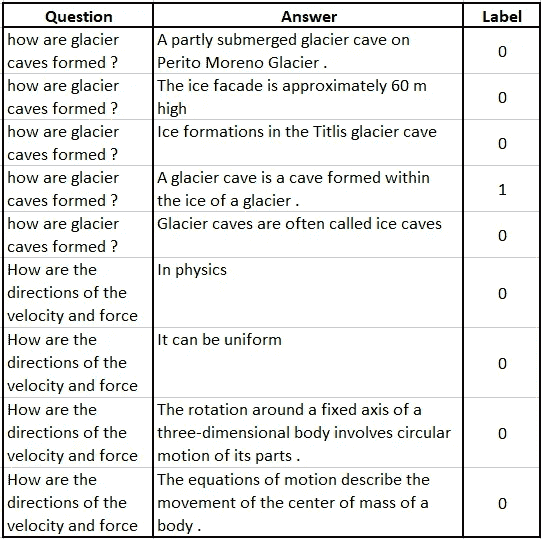 Question Answer Label
how are glacier A partly submerged glacier cave on
caves formed ? Perito Moreno Glacier . 0
how are glacier The ice facade is approximately 60 m
caves formed ? high 0
how are glacier Ice formations in the Titlis glacier cave
caves formed ? 0
how are glacier A glacier cave is a cave formed within
caves formed ? the ice of a glacier . 1
how are glacier Glacier caves are often called ice caves
caves formed ? 0
How are the In physics
directions of the 0
velocity and force
How are the It can be uniform
directions of the 0
velocity and force
How are the The rotation around a fixed axis of a
directions of the three-dimensional body involves circular 0
velocity and force motion of its parts .
How are the The equations of motion describe the
directions of the movement of the center of mass of a 0
velocity and force body .